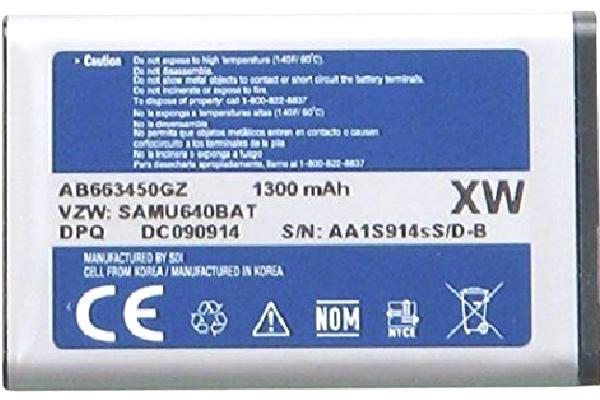 Caution Do not expose to high temperature (140F/ 60°C)
Do not disassemble.
Do not allow metal objects to contact or short circuit the battery terminals.
Do not incinerate or expose to fire.
To dispose of properly call 1-800-822-8837
No la exponga a temperaturas altas (140F/ 60°C)
No la desensamble
No permita que objetos metálicos entren en contacto o causen
cortocircuito a los terminales de la pila
No la incinere o exponga a fuego
Para desecharla apropiadamente, llame al 1-800-822-8837
AB663450GZ 1300 mAh XW
VZW: SAMU640BAT
DPQ DC090914 S/N: AA1S914sS/D-B
MANUFACTURED BY SDI
CELL FROM KOREA / MANUFACTURED IN KOREA
CE NOM NYCE